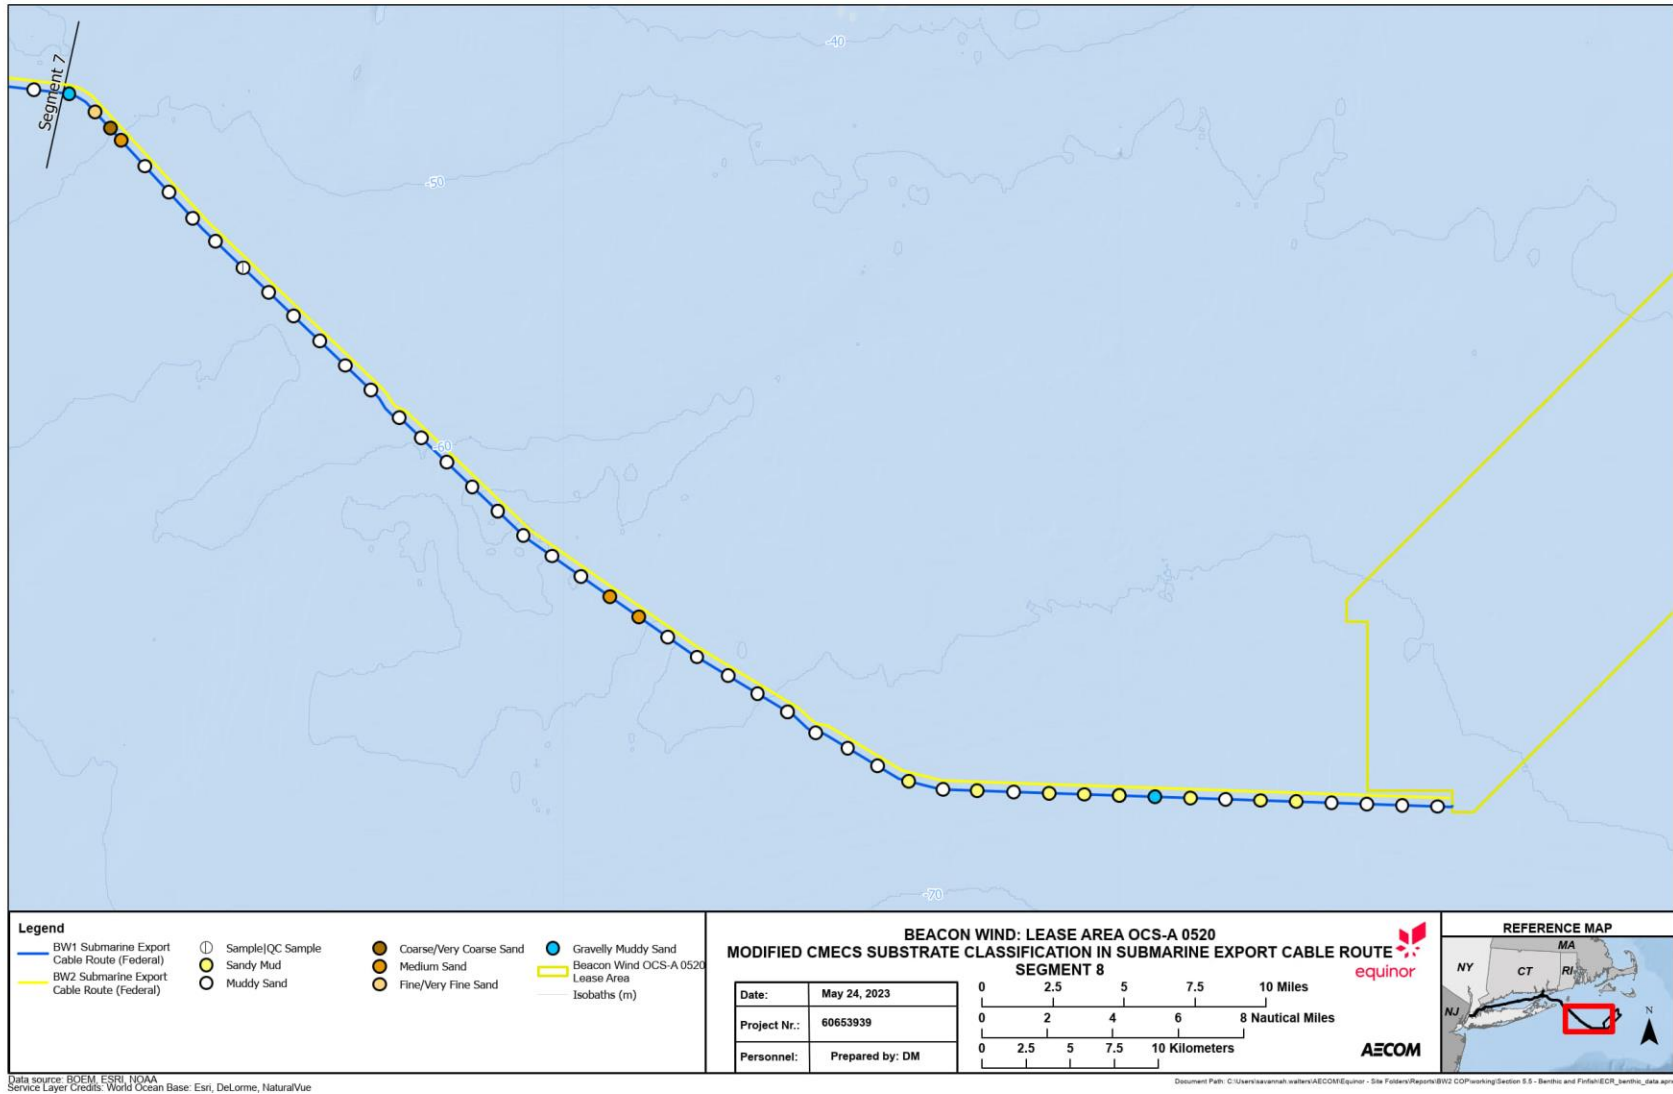 -40
Segment 7
-50
-60
-70
Legend
BW1 Submarine Export
Cable Route (Federal)
BW2 Submarine Export
Cable Route (Federal)
Sample|QC Sample
Sandy Mud
Muddy Sand
Coarse/Very Coarse Sand
Medium Sand
Fine/Very Fine Sand
Gravelly Muddy Sand
Beacon Wind OCS-A 0520
Lease Area
Isobaths (m)
BEACON WIND: LEASE AREA OCS-A 0520
MODIFIED CMECS SUBSTRATE CLASSIFICATION IN SUBMARINE EXPORT CABLE ROUTE
SEGMENT 8
equinor
Date: May 24, 2023
Project Nr.: 60653939
Personnel: Prepared by: DM
0 2.5 5 7.5 10 Miles
0 2 4 6 8 Nautical Miles
0 2.5 5 7.5 10 Kilometers
AECOM
REFERENCE MAP
MA
NY CT RI
NJ
N
Data source: BOEM, ESRI, NOAA
Service Layer Credits: World Ocean Base: Esri, DeLorme, NaturalVue